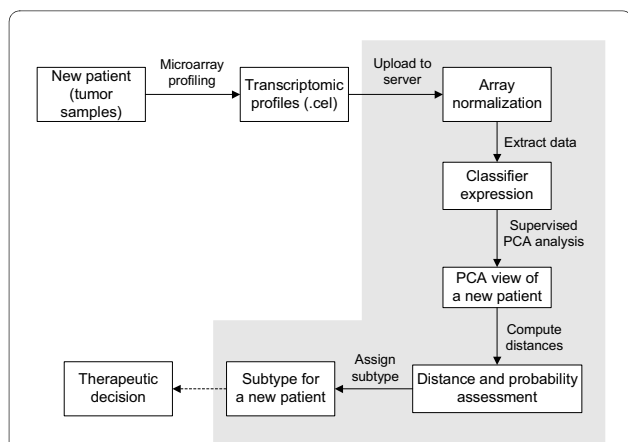 New patient
(tumor
samples)
Microarray
profiling
Transcriptomic
profiles (.cel)
Upload to
server
Array
normalization
Extract data
Classifier
expression
Supervised
PCA analysis
PCA view of
a new patient
Compute
distances
Distance and probability
assessment
Assign
subtype
Subtype for
a new patient
Therapeutic
decision